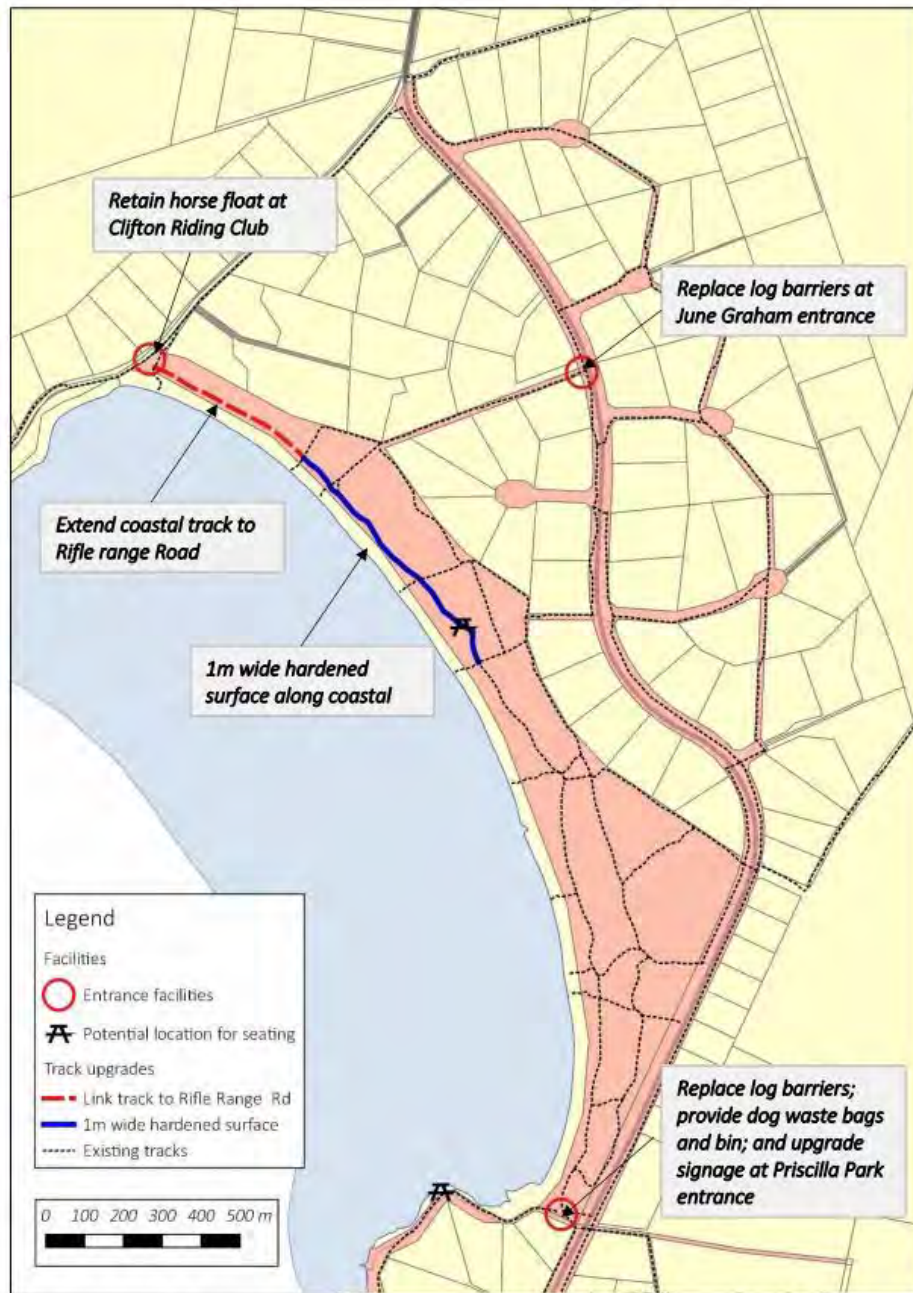 Retain horse float at
Clifton Riding Club
Replace log barriers at
June Graham entrance
Extend coastal track to
Rifle range Road
1m wide hardened
surface along coastal
Legend
Facilities
Entrance facilities
Potential location for seating
Track upgrades
Link track to Rifle Range Rd
1m wide hardened surface
Existing tracks
0 100 200 300 400 500 m
Replace log barriers;
provide dog waste bags
and bin; and upgrade
signage at Priscilla Park
entrance